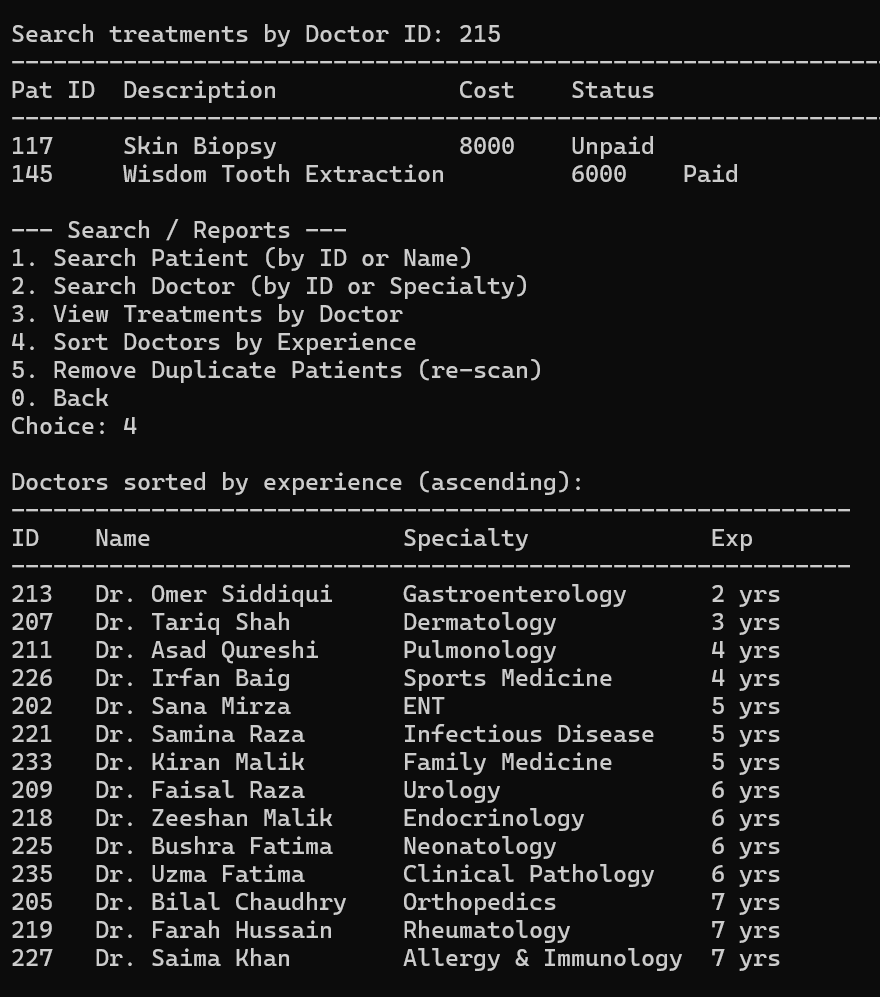 Search treatments by Doctor ID: 215
--------------------------------------------------------------
Pat ID  Description             Cost    Status
--------------------------------------------------------------
117     Skin Biopsy             8000    Unpaid
145     Wisdom Tooth Extraction         6000    Paid

--- Search / Reports ---
1. Search Patient (by ID or Name)
2. Search Doctor (by ID or Specialty)
3. View Treatments by Doctor
4. Sort Doctors by Experience
5. Remove Duplicate Patients (re-scan)
0. Back
Choice: 4

Doctors sorted by experience (ascending):
------------------------------------------------------------
ID    Name                  Specialty             Exp
------------------------------------------------------------
213   Dr. Omer Siddiqui     Gastroenterology      2 yrs
207   Dr. Tariq Shah        Dermatology           3 yrs
211   Dr. Asad Qureshi      Pulmonology           4 yrs
226   Dr. Irfan Baig        Sports Medicine       4 yrs
202   Dr. Sana Mirza        ENT                   5 yrs
221   Dr. Samina Raza       Infectious Disease    5 yrs
233   Dr. Kiran Malik       Family Medicine       5 yrs
209   Dr. Faisal Raza       Urology               6 yrs
218   Dr. Zeeshan Malik     Endocrinology         6 yrs
225   Dr. Bushra Fatima     Neonatology           6 yrs
235   Dr. Uzma Fatima       Clinical Pathology    6 yrs
205   Dr. Bilal Chaudhry    Orthopedics           7 yrs
219   Dr. Farah Hussain     Rheumatology          7 yrs
227   Dr. Saima Khan        Allergy & Immunology  7 yrs